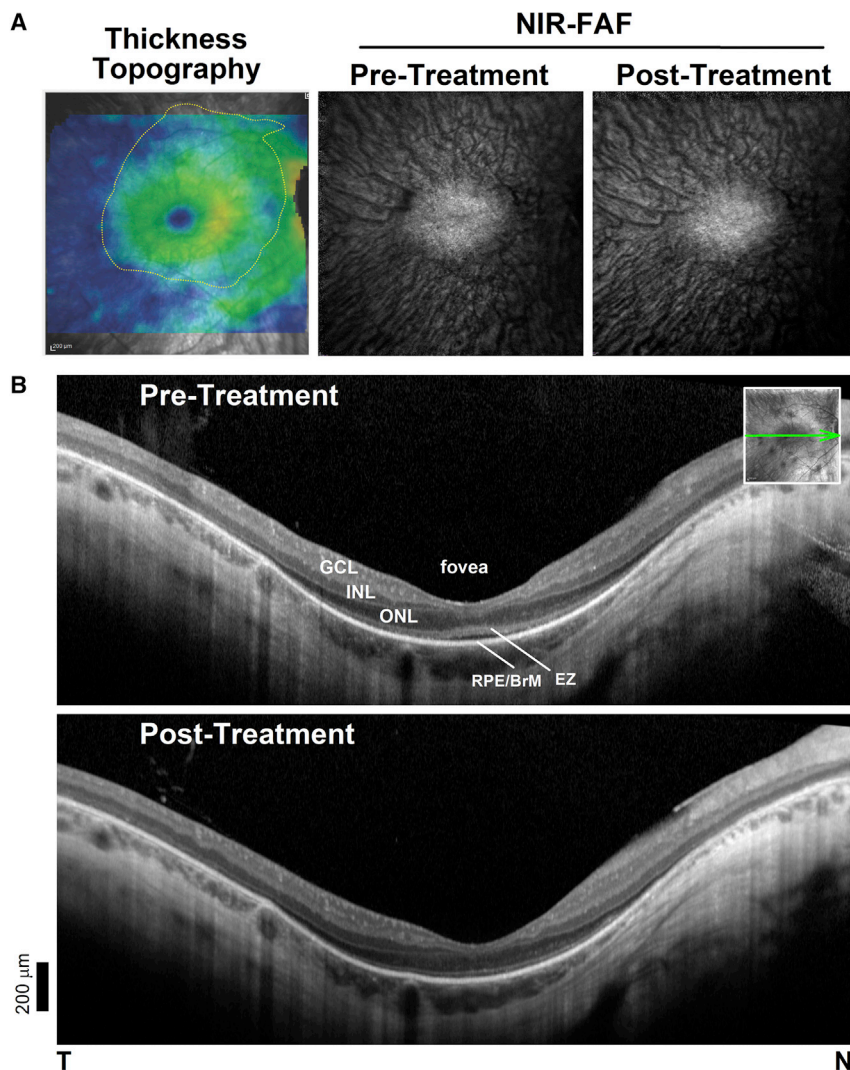 A
Thickness
Topography
NIR-FAF
Pre-Treatment
Post-Treatment
200 µm
B
Pre-Treatment
GCL
fovea
INL
ONL
RPE/BrM
EZ
Post-Treatment
200 µm
T
N